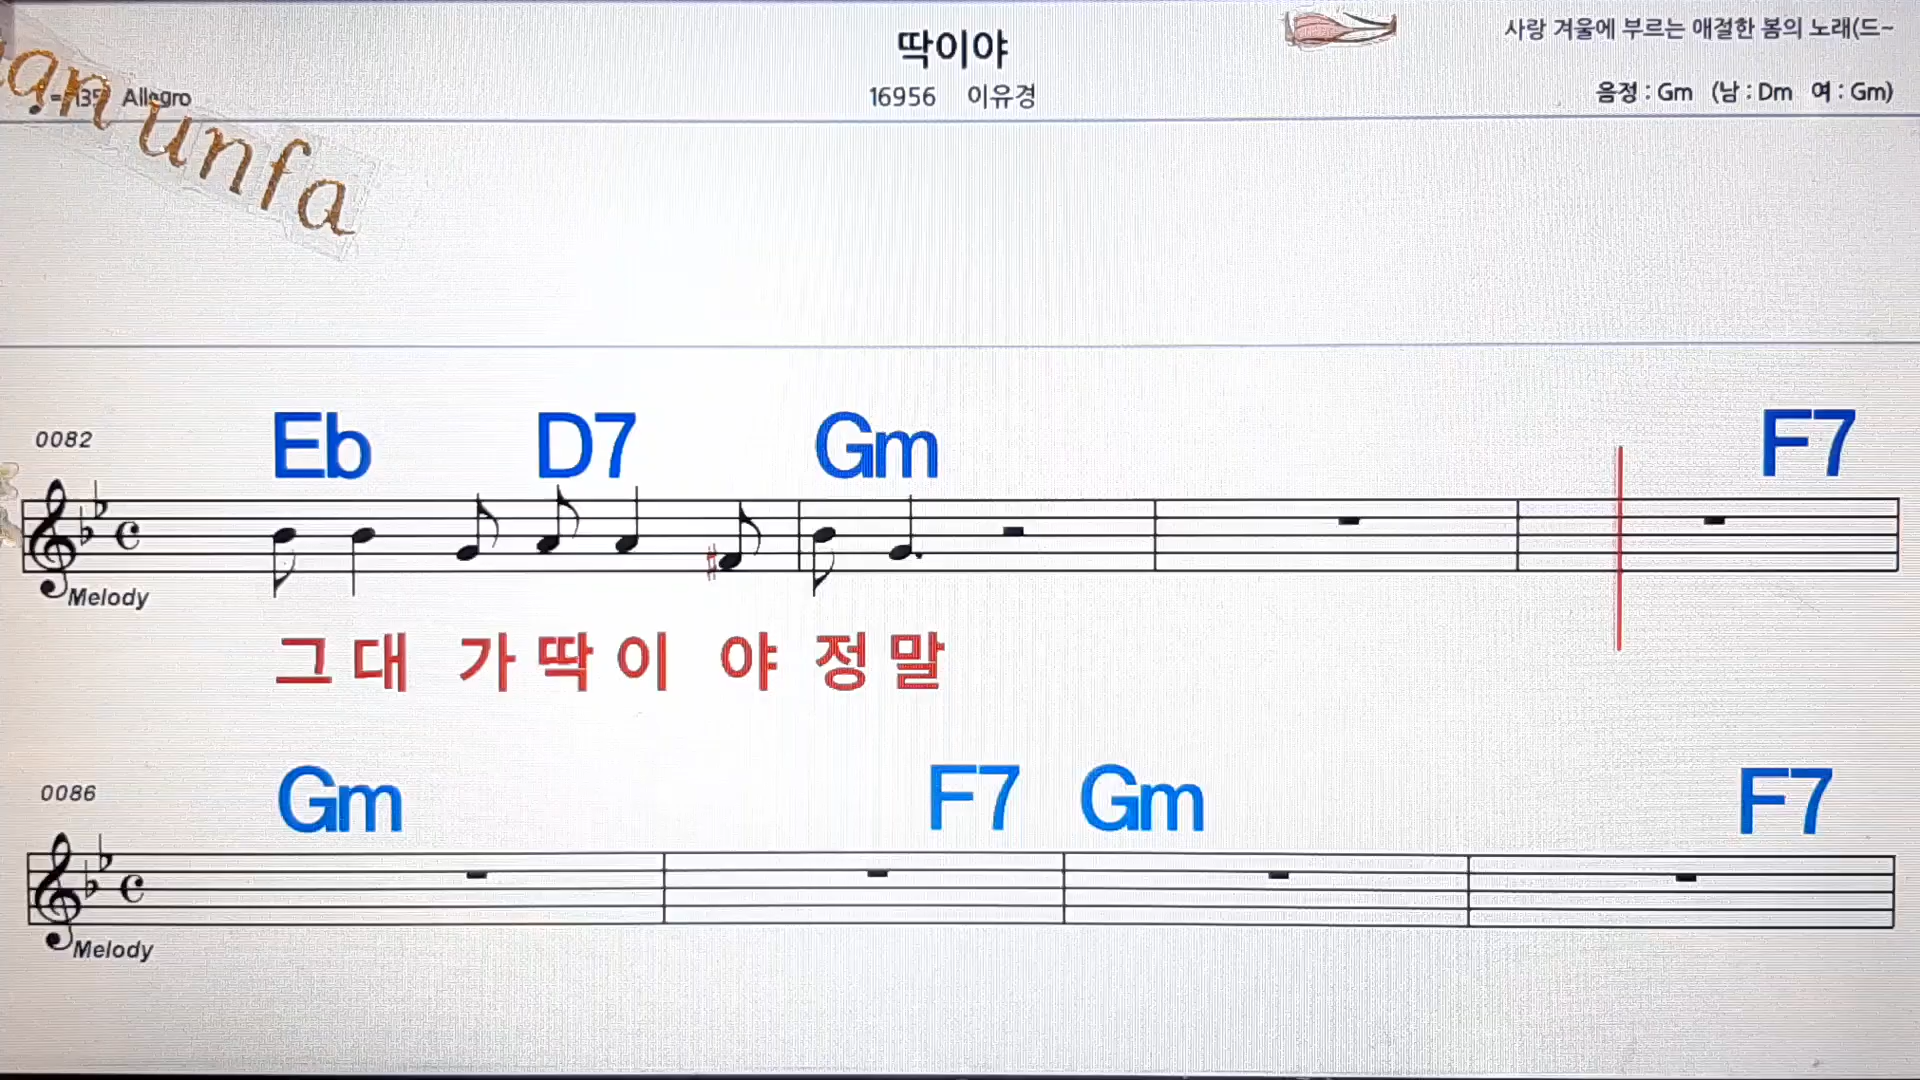 딱이야
사랑 겨울에 부르는 애절한 봄의 노래(드~
Allegro
16956 이유경
음정 : Gm (남 : Dm 여 : Gm)
an unfa
0082
Eb D7 Gm F7
Melody
그대 가딱이 야 정말
0086
Gm F7 Gm F7
Melody